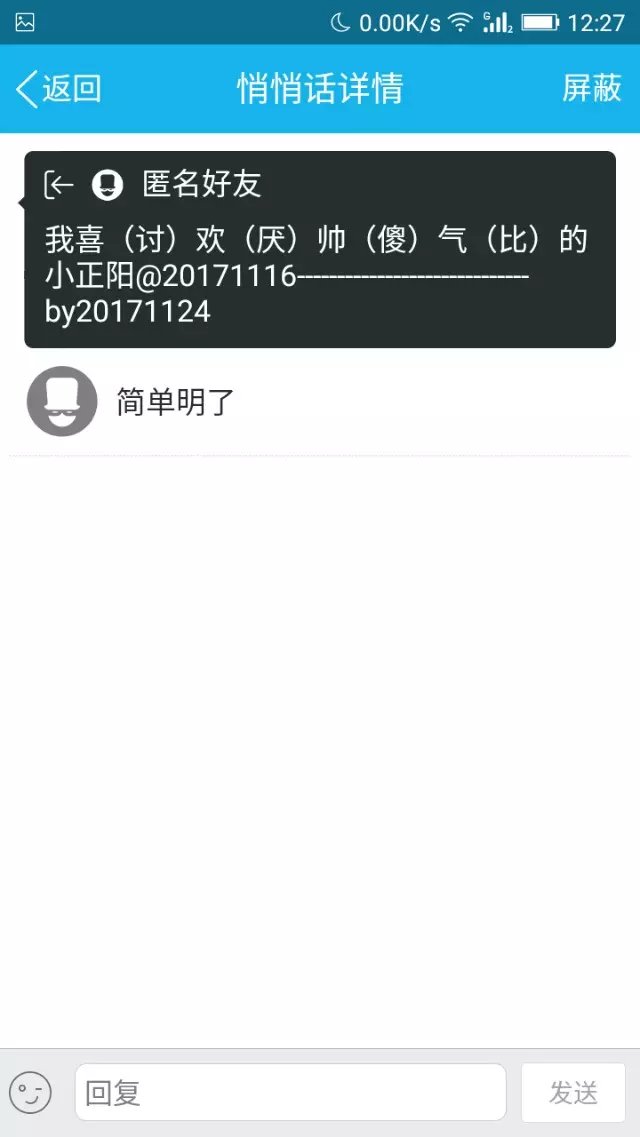 0.00K/s G 2 12:27
返回 悄悄话详情 屏蔽
匿名好友
我喜（讨）欢（厌）帅（傻）气（比）的
小正阳@20171116-----------------------------
by20171124
简单明了
回复 发送